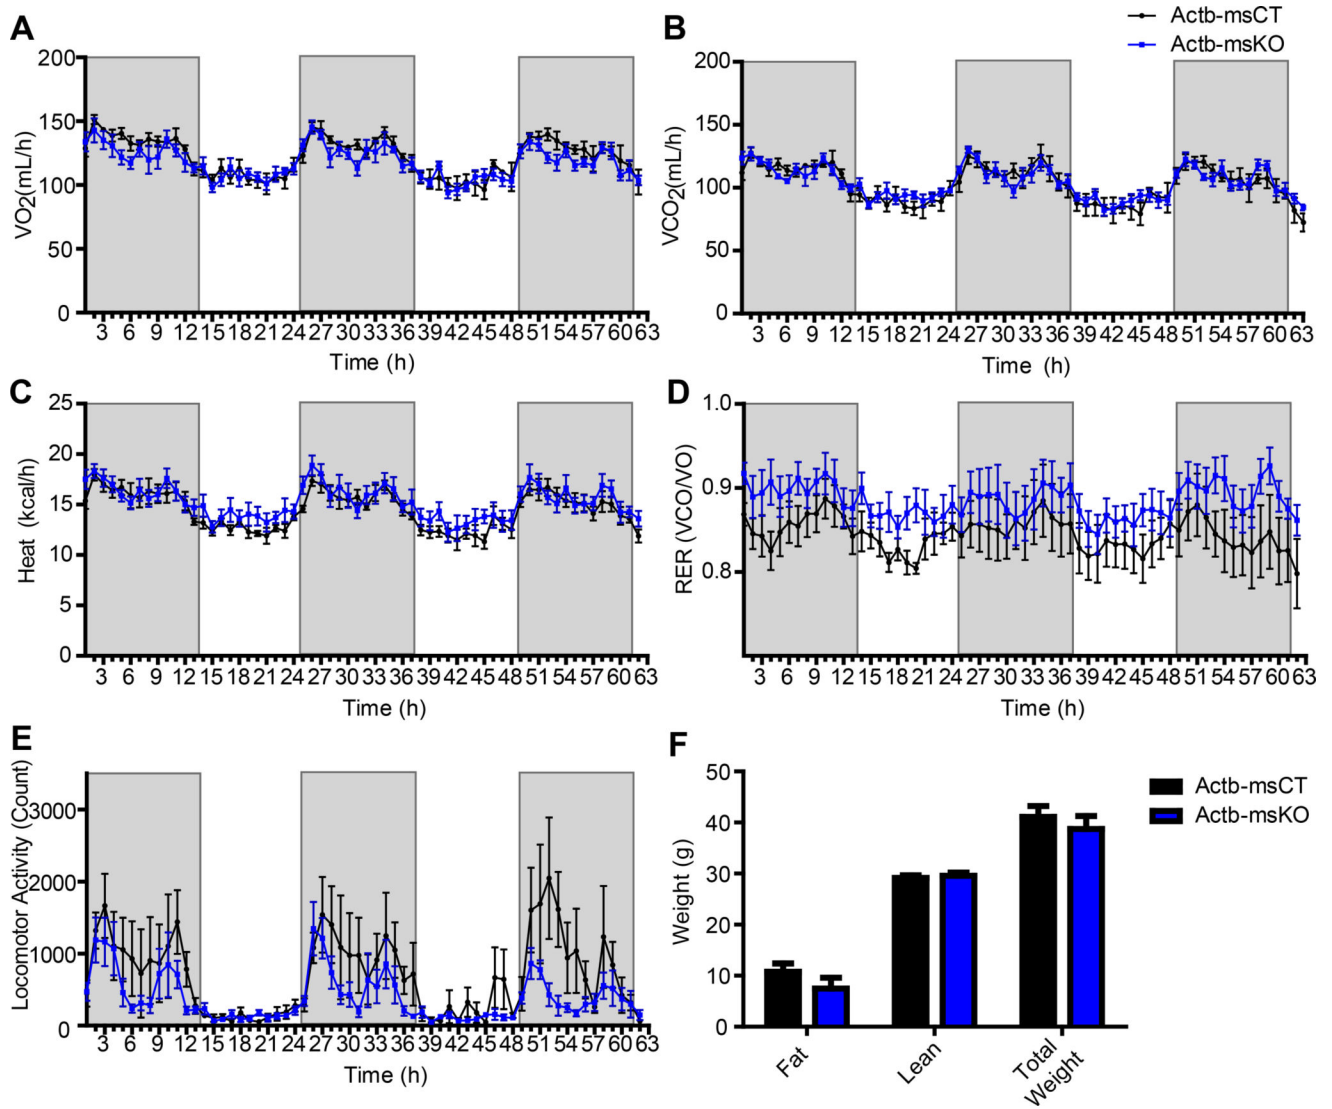 A
VO2(mL/h)
200
150
100
50
0
3 6 9 12 15 18 21 24 27 30 33 36 39 42 45 48 51 54 57 60 63
Time (h)
B
Actb-msCT
Actb-msKO
VCO2(mL/h)
200
150
100
50
0
3 6 9 12 15 18 21 24 27 30 33 36 39 42 45 48 51 54 57 60 63
Time (h)
C
Heat (kcal/h)
25
20
15
10
5
0
3 6 9 12 15 18 21 24 27 30 33 36 39 42 45 48 51 54 57 60 63
Time (h)
D
RER (VCO/VO)
1.0
0.9
0.8
3 6 9 12 15 18 21 24 27 30 33 36 39 42 45 48 51 54 57 60 63
Time (h)
E
Locomotor Activity (Count)
3000
2000
1000
0
3 6 9 12 15 18 21 24 27 30 33 36 39 42 45 48 51 54 57 60 63
Time (h)
F
Weight (g)
50
40
30
20
10
0
Fat
Lean
Total
Weight
Actb-msCT
Actb-msKO